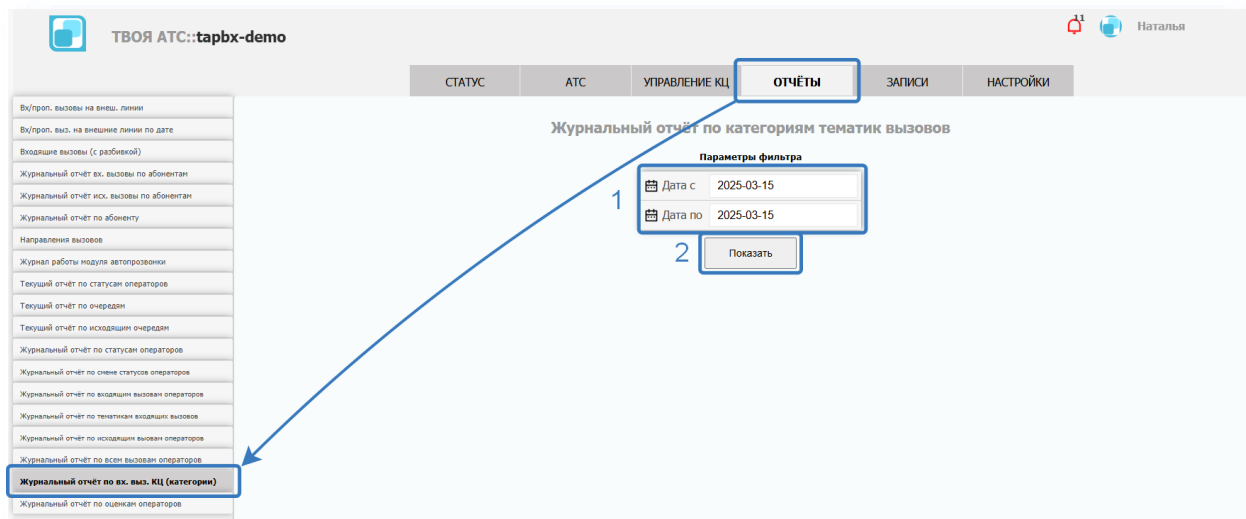 ТВОЯ АТС::tapbx-demo
11
Наталья
СТАТУС АТС УПРАВЛЕНИЕ КЦ ОТЧЁТЫ ЗАПИСИ НАСТРОЙКИ
Вх/проп. вызовы на внеш. линии
Вх/проп. выз. на внешние линии по дате
Входящие вызовы (с разбивкой)
Журнальный отчёт вх. вызовы по абонентам
Журнальный отчёт исх. вызовы по абонентам
Журнальный отчёт по абоненту
Направления вызовов
Журнал работы модуля автопрозвонки
Текущий отчёт по статусам операторов
Текущий отчёт по очередям
Текущий отчёт по исходящим очередям
Журнальный отчёт по статусам операторов
Журнальный отчёт по смене статусов операторов
Журнальный отчёт по входящим вызовам операторов
Журнальный отчёт по тематикам входящих вызовов
Журнальный отчёт по исходящим выовам операторов
Журнальный отчёт по всем вызовам операторов
Журнальный отчёт по вх. выз. КЦ (категории)
Журнальный отчёт по оценкам операторов
Журнальный отчёт по категориям тематик вызовов
Параметры фильтра
1
Дата с 2025-03-15
Дата по 2025-03-15
2 Показать